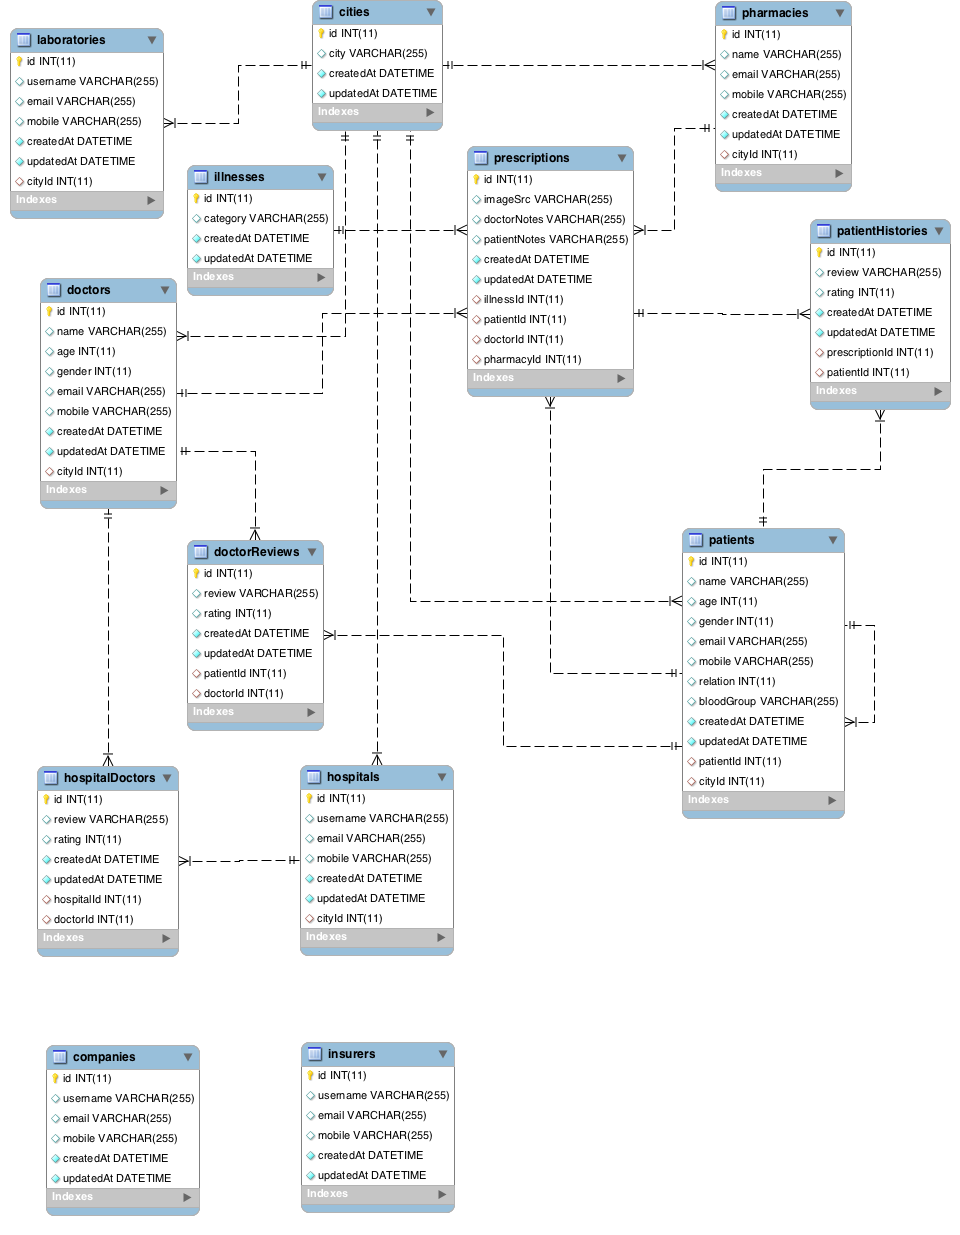 cities
id INT(11)
city VARCHAR(255)
createdAt DATETIME
updatedAt DATETIME
Indexes
pharmacies
id INT(11)
name VARCHAR(255)
email VARCHAR(255)
mobile VARCHAR(255)
createdAt DATETIME
updatedAt DATETIME
cityId INT(11)
Indexes
laboratories
id INT(11)
username VARCHAR(255)
email VARCHAR(255)
mobile VARCHAR(255)
createdAt DATETIME
updatedAt DATETIME
cityId INT(11)
Indexes
illnesses
id INT(11)
category VARCHAR(255)
createdAt DATETIME
updatedAt DATETIME
Indexes
prescriptions
id INT(11)
imageSrc VARCHAR(255)
doctorNotes VARCHAR(255)
patientNotes VARCHAR(255)
createdAt DATETIME
updatedAt DATETIME
illnessId INT(11)
patientId INT(11)
doctorId INT(11)
pharmacyId INT(11)
Indexes
patientHistories
id INT(11)
review VARCHAR(255)
rating INT(11)
createdAt DATETIME
updatedAt DATETIME
prescriptionId INT(11)
patientId INT(11)
Indexes
doctors
id INT(11)
name VARCHAR(255)
age INT(11)
gender INT(11)
email VARCHAR(255)
mobile VARCHAR(255)
createdAt DATETIME
updatedAt DATETIME
cityId INT(11)
Indexes
doctorReviews
id INT(11)
review VARCHAR(255)
rating INT(11)
createdAt DATETIME
updatedAt DATETIME
patientId INT(11)
doctorId INT(11)
Indexes
patients
id INT(11)
name VARCHAR(255)
age INT(11)
gender INT(11)
email VARCHAR(255)
mobile VARCHAR(255)
relation INT(11)
bloodGroup VARCHAR(255)
createdAt DATETIME
updatedAt DATETIME
patientId INT(11)
cityId INT(11)
Indexes
hospitalDoctors
id INT(11)
review VARCHAR(255)
rating INT(11)
createdAt DATETIME
updatedAt DATETIME
hospitalId INT(11)
doctorId INT(11)
Indexes
hospitals
id INT(11)
username VARCHAR(255)
email VARCHAR(255)
mobile VARCHAR(255)
createdAt DATETIME
updatedAt DATETIME
cityId INT(11)
Indexes
companies
id INT(11)
username VARCHAR(255)
email VARCHAR(255)
mobile VARCHAR(255)
createdAt DATETIME
updatedAt DATETIME
Indexes
insurers
id INT(11)
username VARCHAR(255)
email VARCHAR(255)
mobile VARCHAR(255)
createdAt DATETIME
updatedAt DATETIME
Indexes